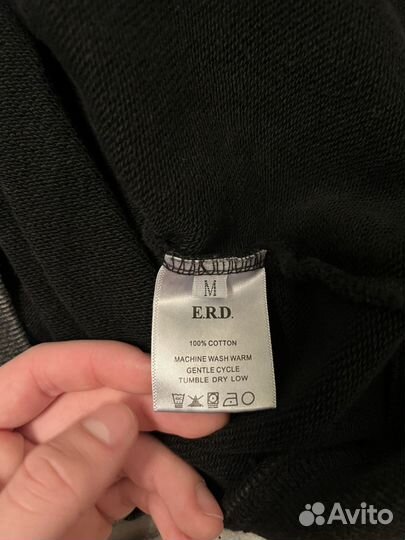 M
E.R.D.
100% COTTON
MACHINE WASH WARM
GENTLE CYCLE
TUMBLE DRY LOW
Avito